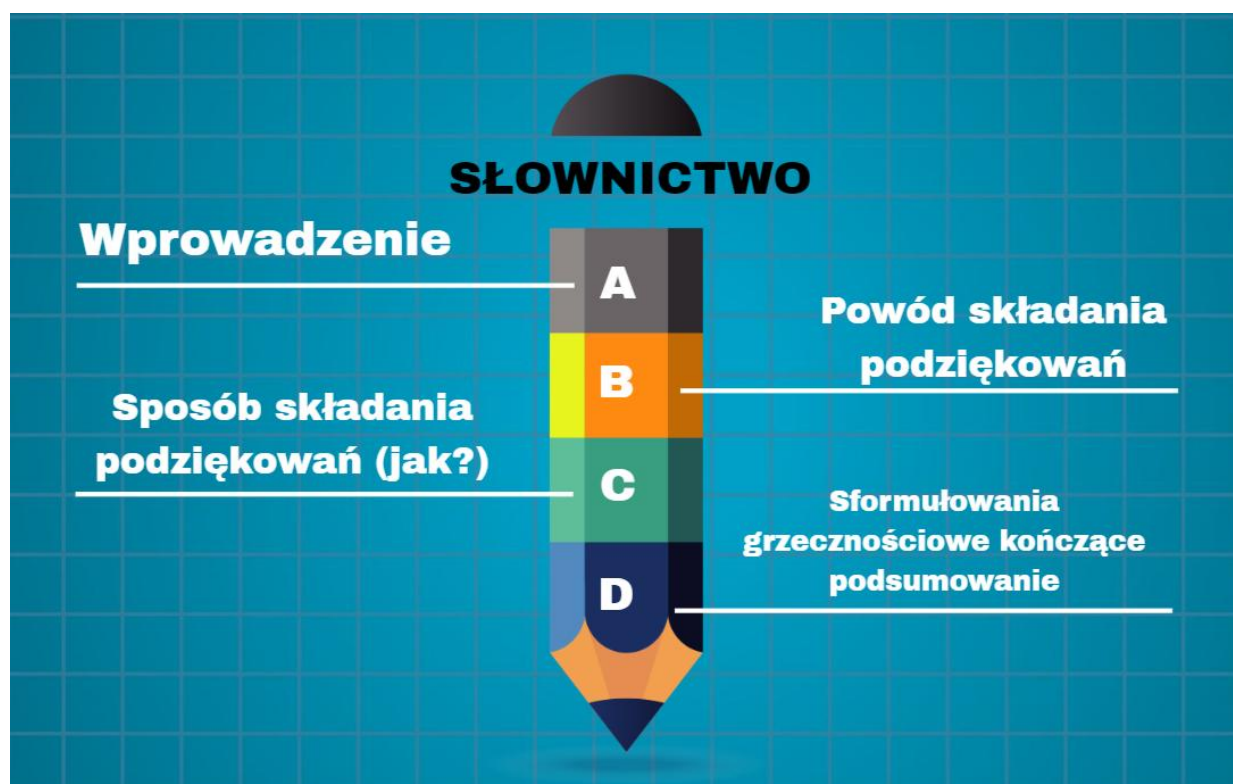 SŁOWNICTWO
Wprowadzenie
A
Powód składania
podziękowań
B
Sposób składania
podziękowań (jak?)
C
Sformułowania
grzecznościowe kończące
podsumowanie
D